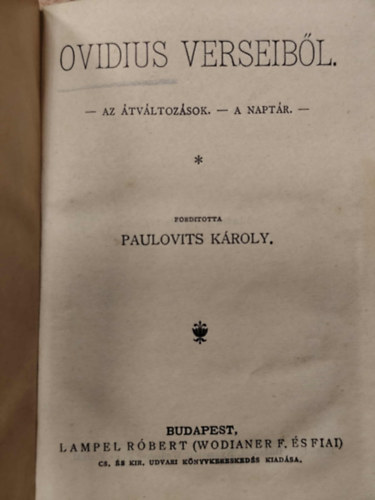 OVIDIUS VERSEIBŐL.
— AZ ÁTVÁLTOZÁSOK. — A NAPTÁR. —
*
FORDITOTTA
PAULOVITS KÁROLY.
BUDAPEST.
LAMPEL RÓBERT (WODIANER F. ÉS FIAI)
CS. ÉS KIR. UDVARI KÖNYVKERESKEDÉS KIADÁSA.